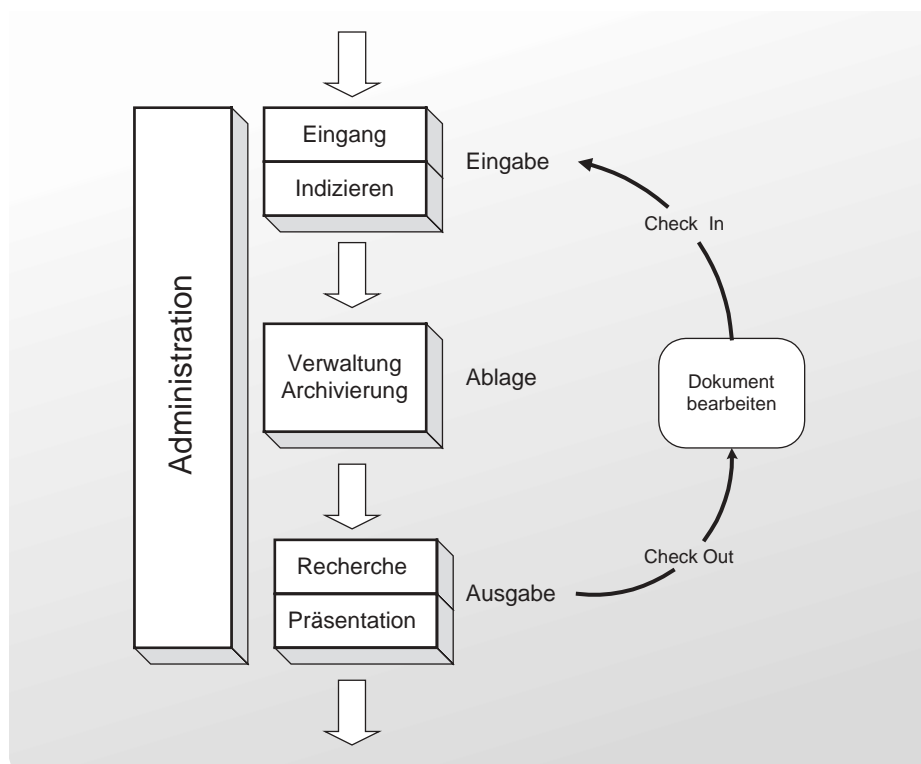 Administration
Eingang
Indizieren
Eingabe
Verwaltung
Archivierung
Ablage
Recherche
Präsentation
Ausgabe
Check In
Dokument
bearbeiten
Check Out